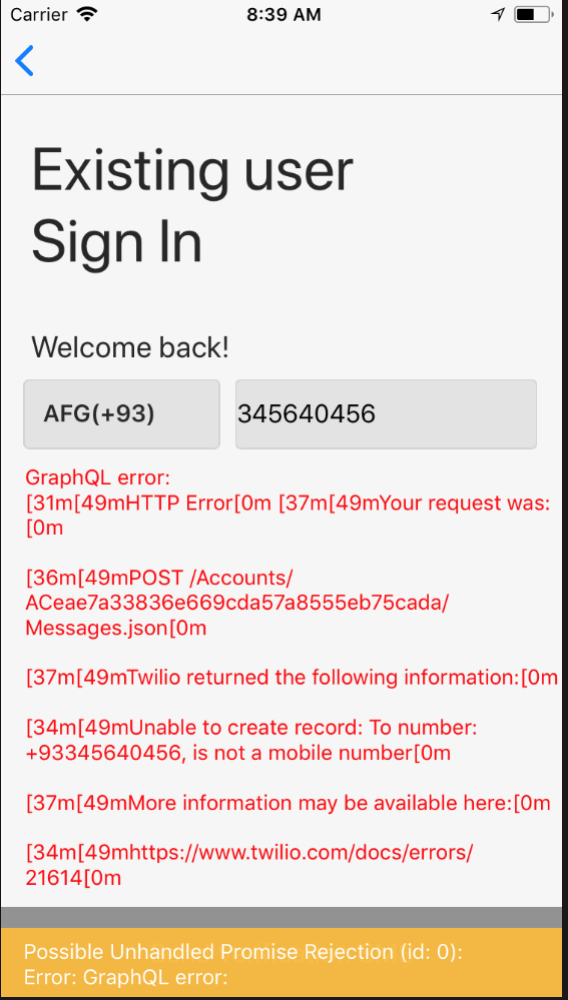 Carrier 8:39 AM
Existing user
Sign In
Welcome back!
AFG(+93) 345640456
GraphQL error:
[31m[49mHTTP Error[0m [37m[49mYour request was:
[0m
[36m[49mPOST /Accounts/
ACeae7a33836e669cda57a8555eb75cada/
Messages.json[0m
[37m[49mTwilio returned the following information:[0m
[34m[49mUnable to create record: To number:
+93345640456, is not a mobile number[0m
[37m[49mMore information may be available here:[0m
[34m[49mhttps://www.twilio.com/docs/errors/
21614[0m
Possible Unhandled Promise Rejection (id: 0):
Error: GraphQL error: